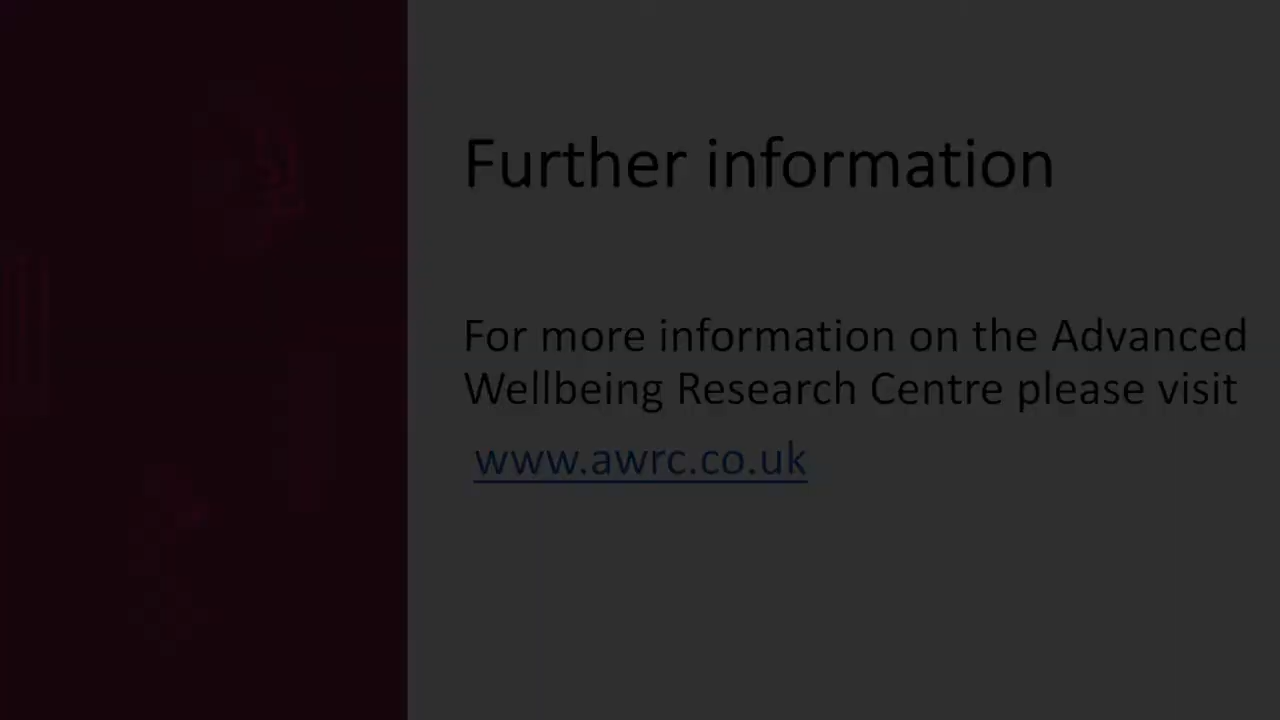 Further information
For more information on the Advanced
Wellbeing Research Centre please visit
www.awrc.co.uk